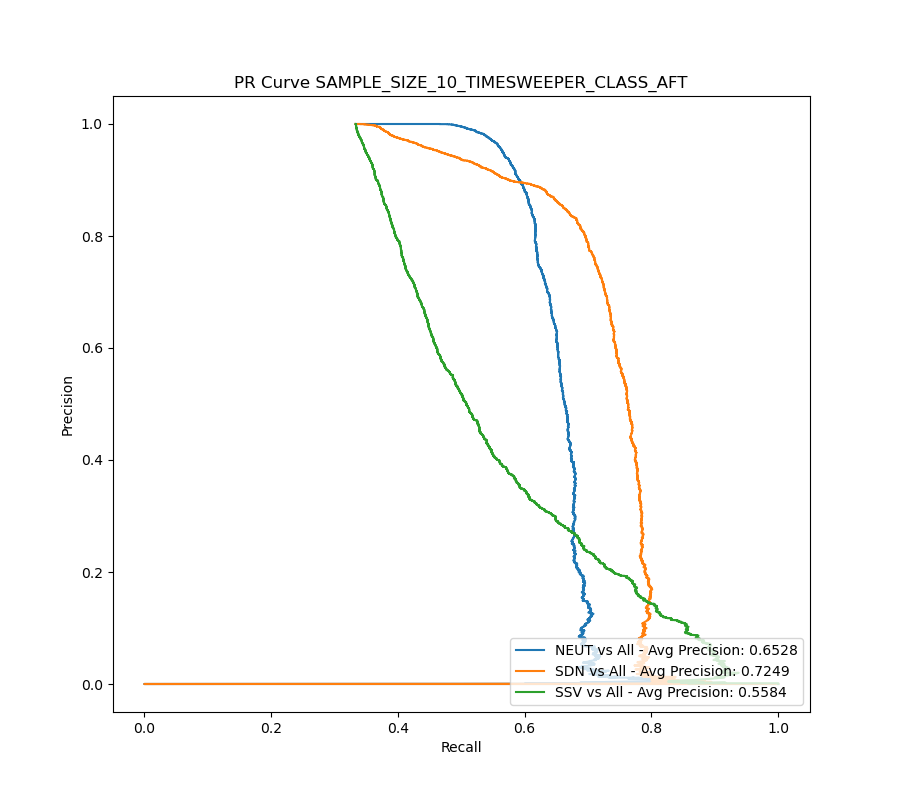 PR Curve SAMPLE_SIZE_10_TIMESWEEPER_CLASS_AFT
1.0
0.8
0.6
0.4
0.2
0.0
Precision
NEUT vs All - Avg Precision: 0.6528
SDN vs All - Avg Precision: 0.7249
SSV vs All - Avg Precision: 0.5584
0.0 0.2 0.4 0.6 0.8 1.0
Recall